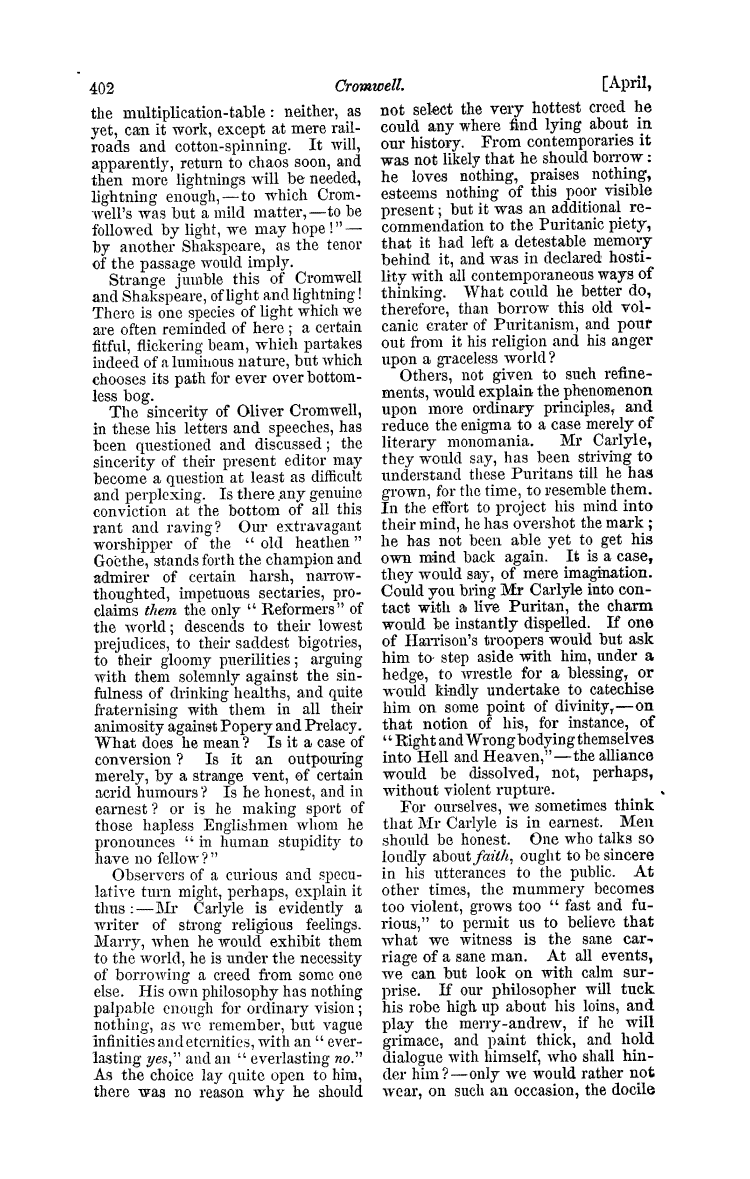 402 Cromwell. [April,
the multiplication-table : neither, as
yet, can it work, except at mere rail-
roads and cotton-spinning. It will,
apparently, return to chaos soon, and
then more lightnings will be needed,
lightning enough,—to which Crom-
well's was but a mild matter,—to be
followed by light, we may hope!"—
by another Shakspeare, as the tenor
of the passage would imply.
Strange jumble this of Cromwell
and Shakspeare, of light and lightning!
There is one species of light which we
are often reminded of here ; a certain
fitful, flickering beam, which partakes
indeed of a luminous nature, but which
chooses its path for ever over bottom-
less bog.
The sincerity of Oliver Cromwell,
in these his letters and speeches, has
been questioned and discussed ; the
sincerity of their present editor may
become a question at least as difficult
and perplexing. Is there any genuine
conviction at the bottom of all this
rant and raving? Our extravagant
worshipper of the " old heathen "
Goethe, stands forth the champion and
admirer of certain harsh, narrow-
thoughted, impetuous sectaries, pro-
claims them the only " Reformers" of
the world ; descends to their lowest
prejudices, to their saddest bigotries,
to their gloomy puerilities ; arguing
with them solemnly against the sin-
fulness of drinking healths, and quite
fraternising with them in all their
animosity against Popery and Prelacy.
What does he mean? Is it a case of
conversion ? Is it an outpouring
merely, by a strange vent, of certain
acrid humours? Is he honest, and in
earnest ? or is he making sport of
those hapless Englishmen whom he
pronounces " in human stupidity to
have no fellow?"
Observers of a curious and specu-
lative turn might, perhaps, explain it
thus :—Mr Carlyle is evidently a
writer of strong religious feelings.
Marry, when he would exhibit them
to the world, he is under the necessity
of borrowing a creed from some one
else. His own philosophy has nothing
palpable enough for ordinary vision ;
nothing, as we remember, but vague
infinities and eternities, with an " ever-
lasting yes," and an " everlasting no."
As the choice lay quite open to him,
there was no reason why he should
not select the very hottest creed he
could any where find lying about in
our history. From contemporaries it
was not likely that he should borrow :
he loves nothing, praises nothing,
esteems nothing of this poor visible
present ; but it was an additional re-
commendation to the Puritanic piety,
that it had left a detestable memory
behind it, and was in declared hosti-
lity with all contemporaneous ways of
thinking. What could he better do,
therefore, than borrow this old vol-
canic crater of Puritanism, and pour
out from it his religion and his anger
upon a graceless world?
Others, not given to such refine-
ments, would explain the phenomenon
upon more ordinary principles, and
reduce the enigma to a case merely of
literary monomania. Mr Carlyle,
they would say, has been striving to
understand these Puritans till he has
grown, for the time, to resemble them.
In the effort to project his mind into
their mind, he has overshot the mark ;
he has not been able yet to get his
own mind back again. It is a case,
they would say, of mere imagination.
Could you bring Mr Carlyle into con-
tact with a live Puritan, the charm
would be instantly dispelled. If one
of Harrison's troopers would but ask
him to step aside with him, under a
hedge, to wrestle for a blessing, or
would kindly undertake to catechise
him on some point of divinity,—on
that notion of his, for instance, of
" Right and Wrong bodying themselves
into Hell and Heaven,"—the alliance
would be dissolved, not, perhaps,
without violent rupture.
For ourselves, we sometimes think
that Mr Carlyle is in earnest. Men
should be honest. One who talks so
loudly about faith, ought to be sincere
in his utterances to the public. At
other times, the mummery becomes
too violent, grows too " fast and fu-
rious," to permit us to believe that
what we witness is the sane car-
riage of a sane man. At all events,
we can but look on with calm sur-
prise. If our philosopher will tuck
his robe high up about his loins, and
play the merry-andrew, if he will
grimace, and paint thick, and hold
dialogue with himself, who shall hin-
der him ?—only we would rather not
wear, on such an occasion, the docile